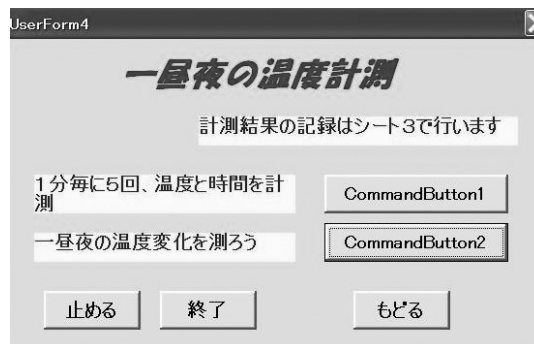 UserForm4
一昼夜の温度計測
計測結果の記録はシート3で行います
1分毎に5回、温度と時間を計
測
CommandButton1
一昼夜の温度変化を測ろう
CommandButton2
止める
終了
もどる